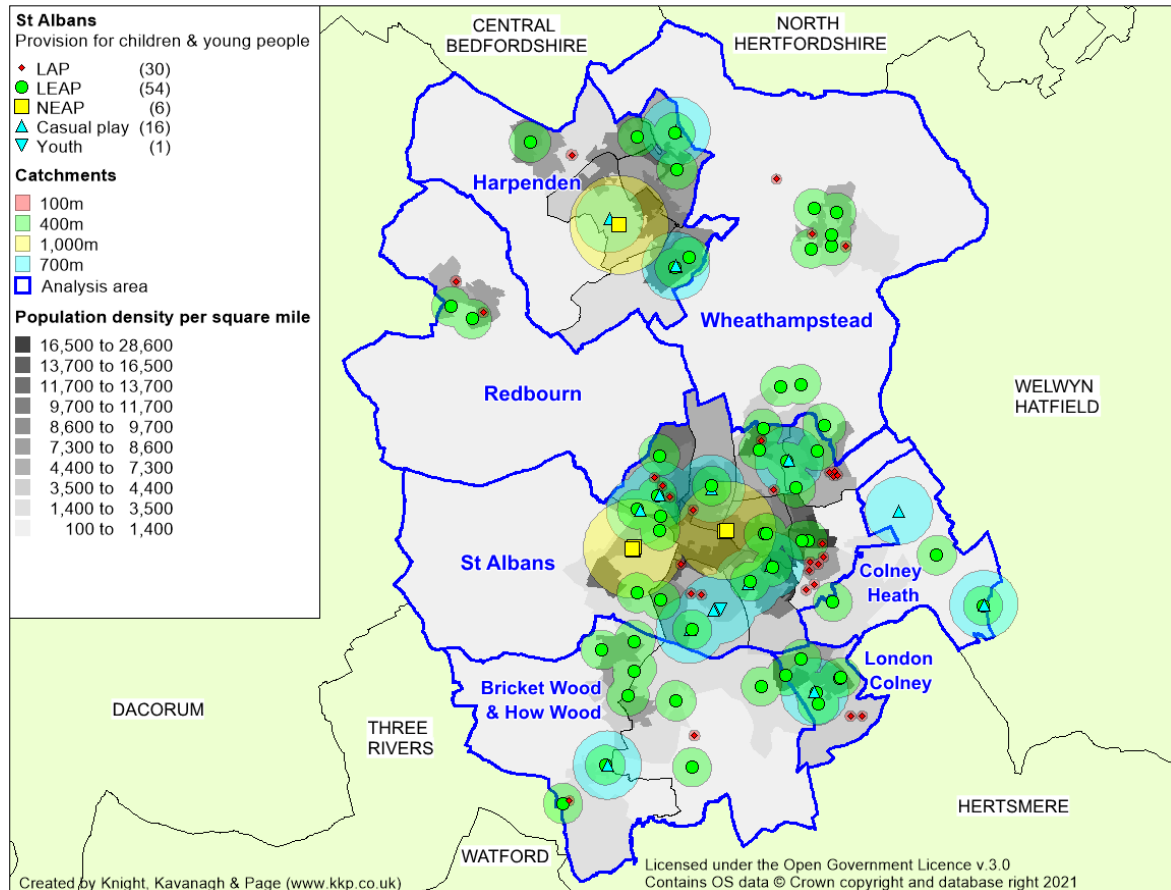 St Albans
Provision for children & young people
LAP (30)
LEAP (54)
NEAP (6)
Casual play (16)
Youth (1)
Catchments
100m
400m
1,000m
700m
Analysis area
Population density per square mile
16,500 to 28,600
13,700 to 16,500
11,700 to 13,700
9,700 to 11,700
8,600 to 9,700
7,300 to 8,600
4,400 to 7,300
3,500 to 4,400
1,400 to 3,500
100 to 1,400
CENTRAL
BEDFORDSHIRE
NORTH
HERTFORDSHIRE
Harpenden
Wheathampstead
Redbourn
WELWYN
HATFIELD
St Albans
Colney
Heath
London
Colney
Bricket Wood
& How Wood
DACORUM
THREE
RIVERS
HERTSMERE
WATFORD
Created by Knight, Kavanagh & Page (www.kkp.co.uk)
Licensed under the Open Government Licence v.3.0
Contains OS data © Crown copyright and database right 2021